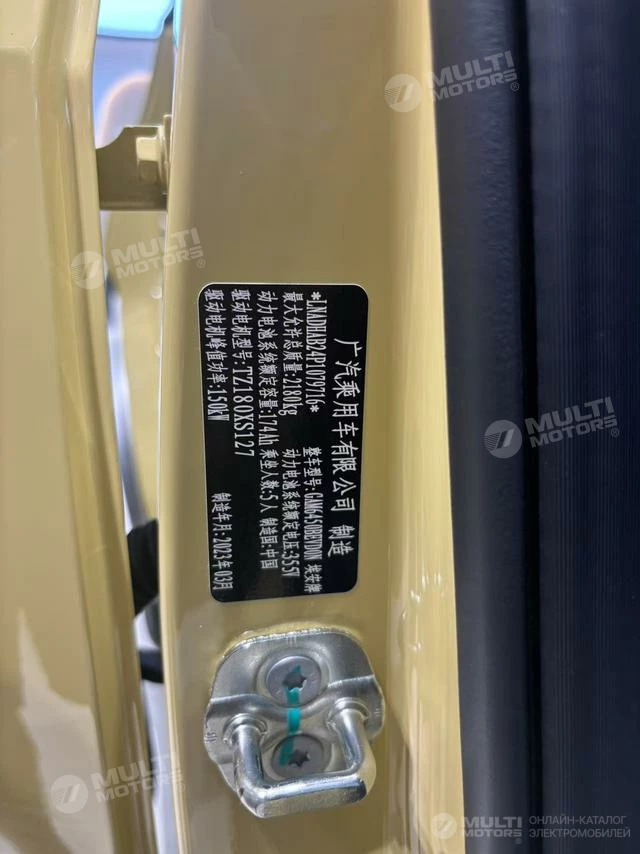 广汽乘用车有限公司 制造
*LNADEAB24P1079716* 整车型号:GAM6450BEVD0N 埃安牌
最大允许总质量:2180kg 动力电池系统额定电压:355V
动力电池系统额定容量:174Ah 乘坐人数:5人 制造国:中国
驱动电机型号:TZ180XS127
驱动电机峰值功率:150kW 制造年月:2023年03月
MULTI MOTORS
MULTI MOTORS
MULTI MOTORS
MULTI MOTORS
MULTI MOTORS
ОНЛАЙН-КАТАЛОГ
ЭЛЕКТРОМОБИЛЕЙ